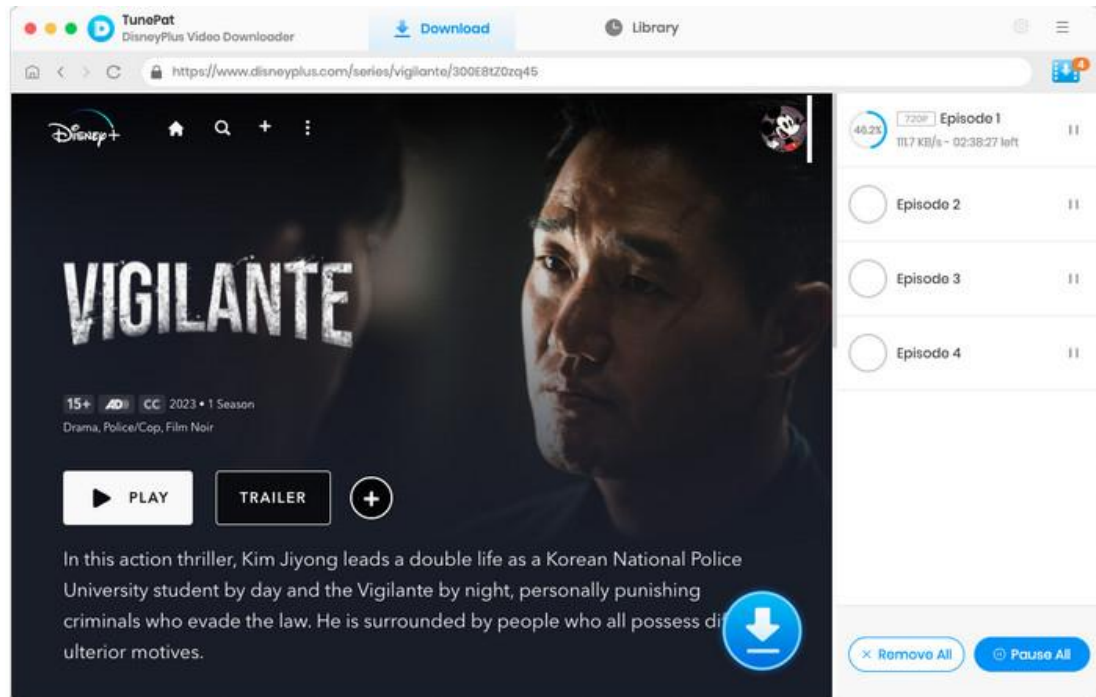 TunePat
DisneyPlus Video Downloader
Download
Library
https://www.disneyplus.com/series/vigilante/300E8tZ0zq45
4
Disney+
VIGILANTE
15+ AD CC 2023 • 1 Season
Drama, Police/Cop, Film Noir
PLAY
TRAILER
In this action thriller, Kim Jiyong leads a double life as a Korean National Police
University student by day and the Vigilante by night, personally punishing
criminals who evade the law. He is surrounded by people who all possess di
ulterior motives.
46.2%
720P Episode 1
111.7 KB/s - 02:38:27 left
Episode 2
Episode 3
Episode 4
Remove All
Pause All